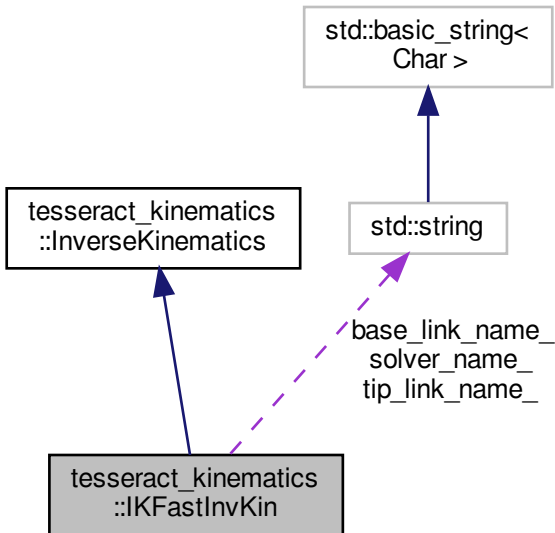 std::basic_string<
Char >
tesseract_kinematics
::InverseKinematics
std::string
base_link_name_
solver_name_
tip_link_name_
tesseract_kinematics
::IKFastInvKin